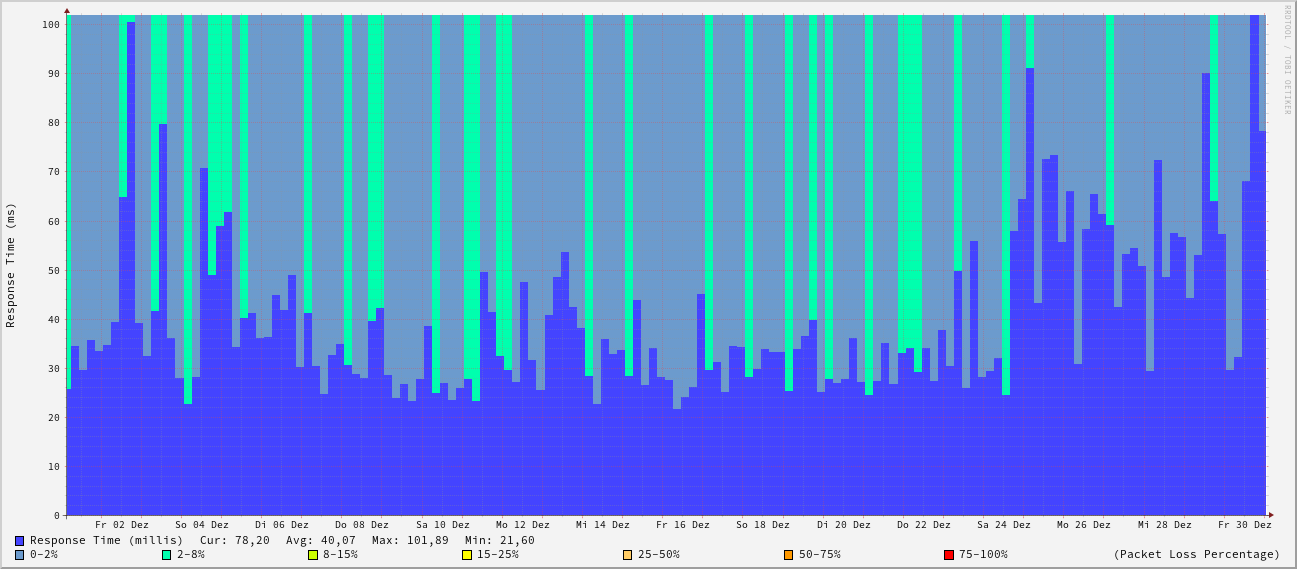 RRDTOOL / TOBI OETIKER
Response Time (ms)
100
90
80
70
60
50
40
30
20
10
0
Fr 02 Dez So 04 Dez Di 06 Dez Do 08 Dez Sa 10 Dez Mo 12 Dez Mi 14 Dez Fr 16 Dez So 18 Dez Di 20 Dez Do 22 Dez Sa 24 Dez Mo 26 Dez Mi 28 Dez Fr 30 Dez
Response Time (millis) Cur: 78,20 Avg: 40,07 Max: 101,89 Min: 21,60
0-2% 2-8% 8-15% 15-25% 25-50% 50-75% 75-100% (Packet Loss Percentage)